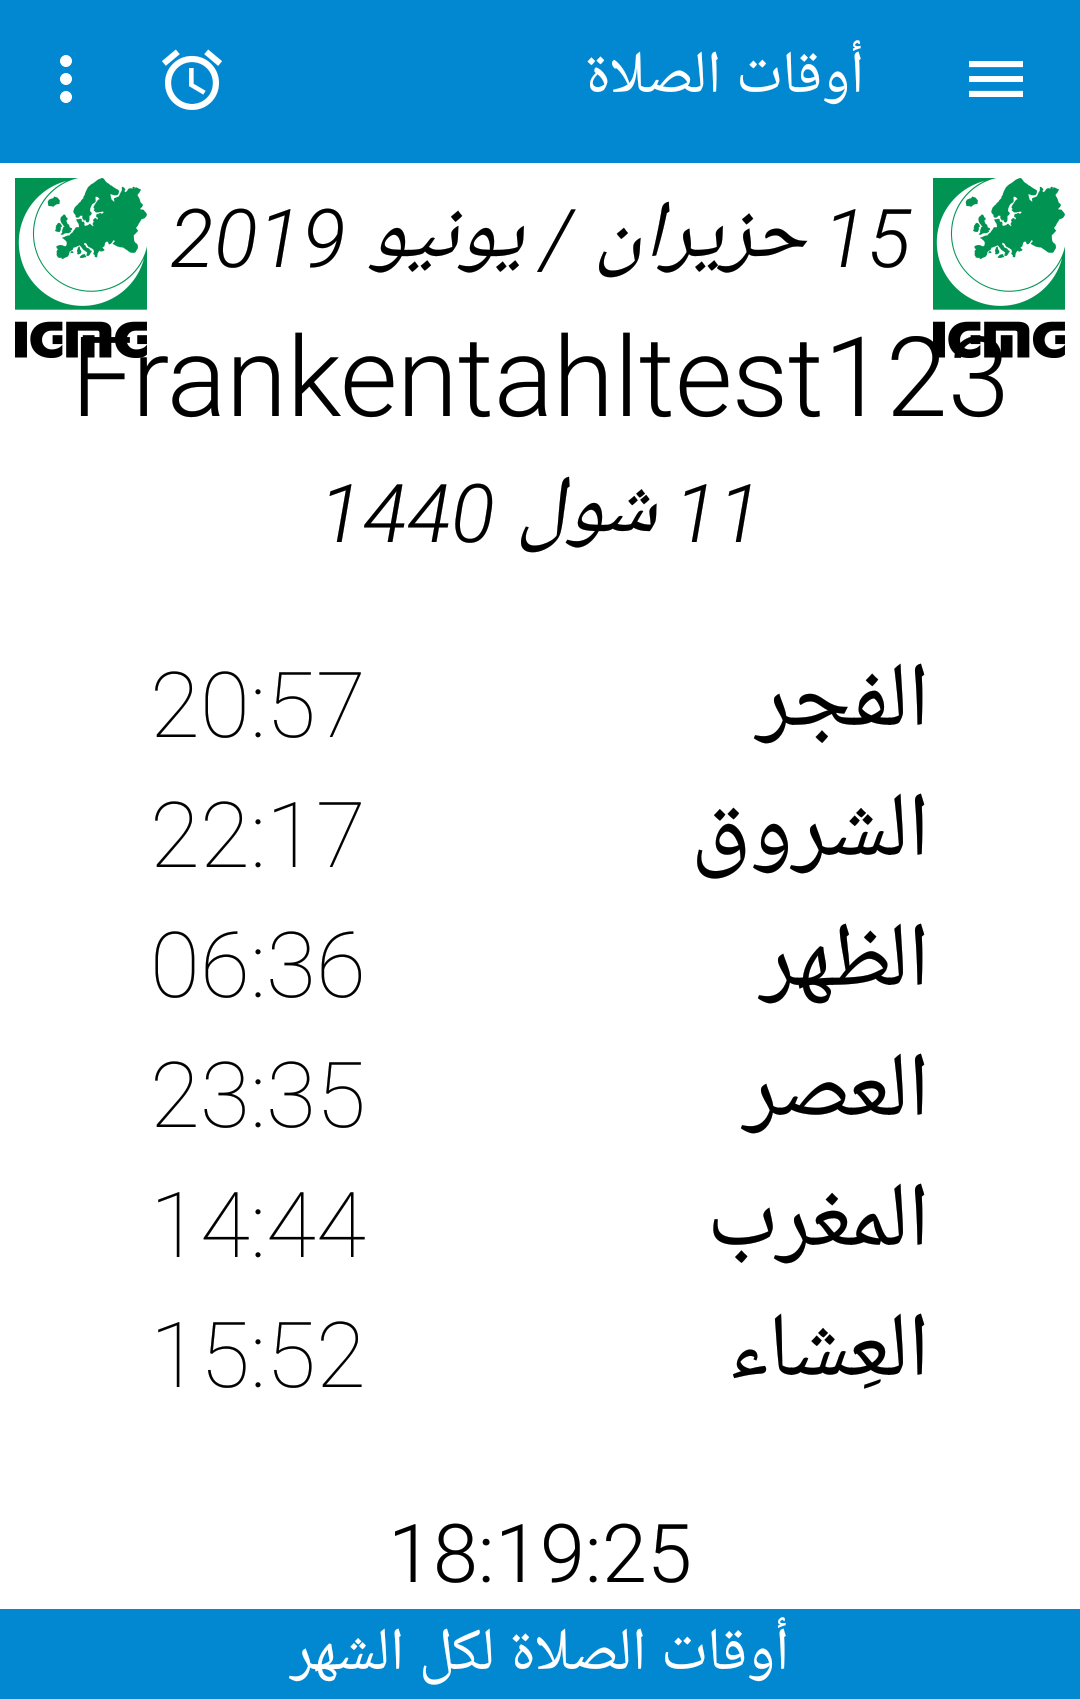 أوقات الصلاة
15 حزيران / يونيو 2019
IGMG IGMG
Frankentahltest123
11 شول 1440
الفجر 20:57
الشروق 22:17
الظهر 06:36
العصر 23:35
المغرب 14:44
العِشاء 15:52
18:19:25
أوقات الصلاة لكل الشهر